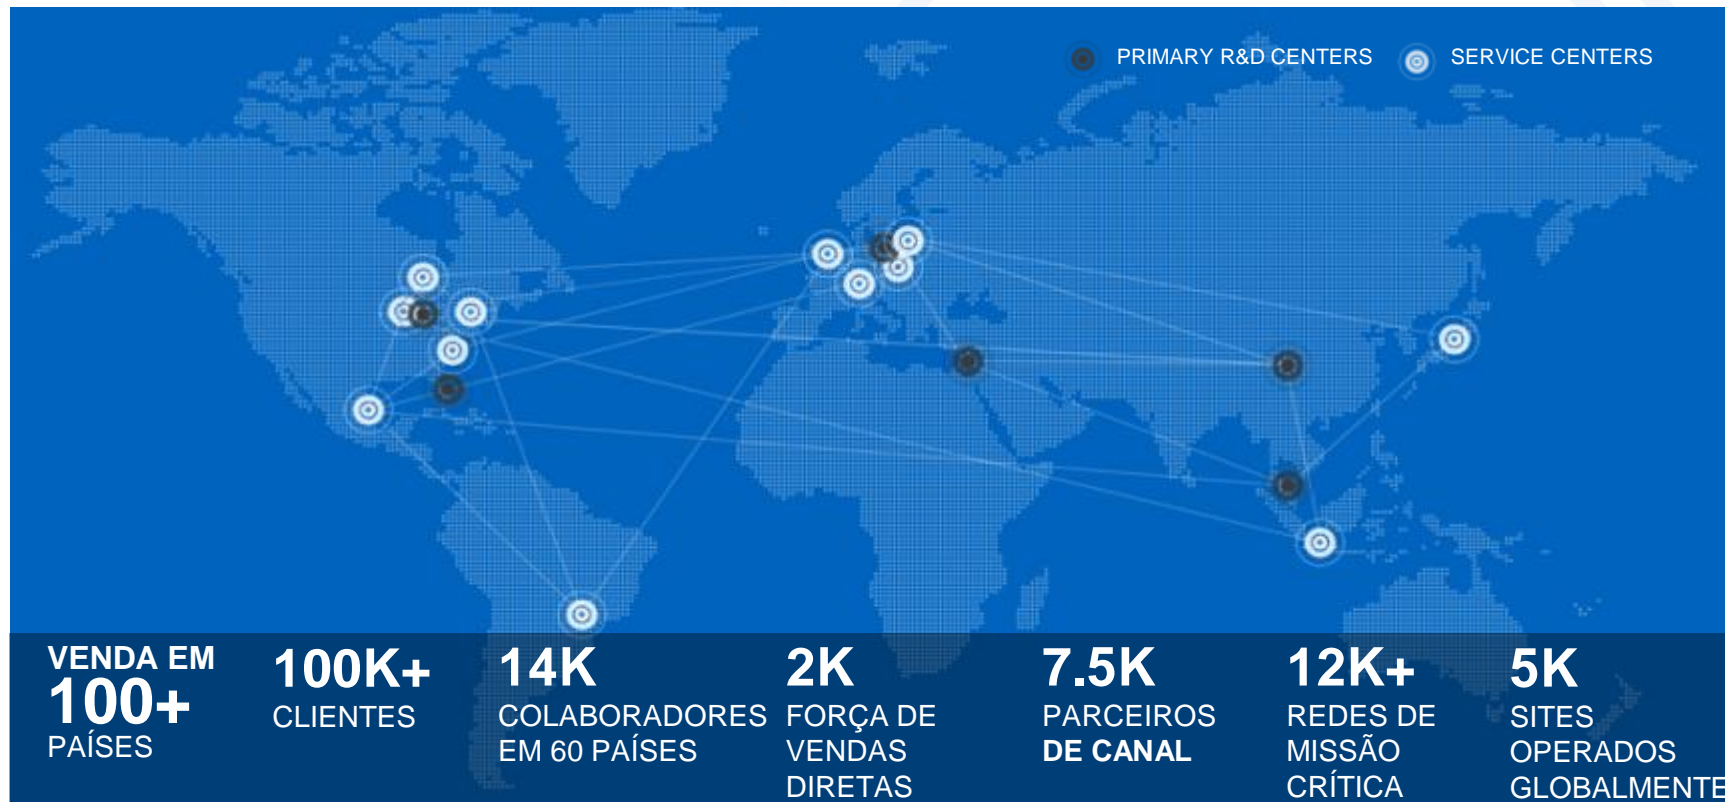 PRIMARY R&D CENTERS
SERVICE CENTERS
VENDA EM
100+
PAÍSES
100K+
CLIENTES
14K
COLABORADORES
EM 60 PAÍSES
2K
FORÇA DE
VENDAS
DIRETAS
7.5K
PARCEIROS
DE CANAL
12K+
REDES DE
MISSÃO
CRÍTICA
5K
SITES
OPERADOS
GLOBALMENTE